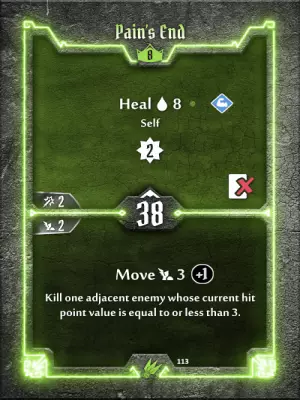 Pain's End
8
Heal 8
Self
2
2
38
2
Move 3 +1
Kill one adjacent enemy whose current hit
point value is equal to or less than 3.
113